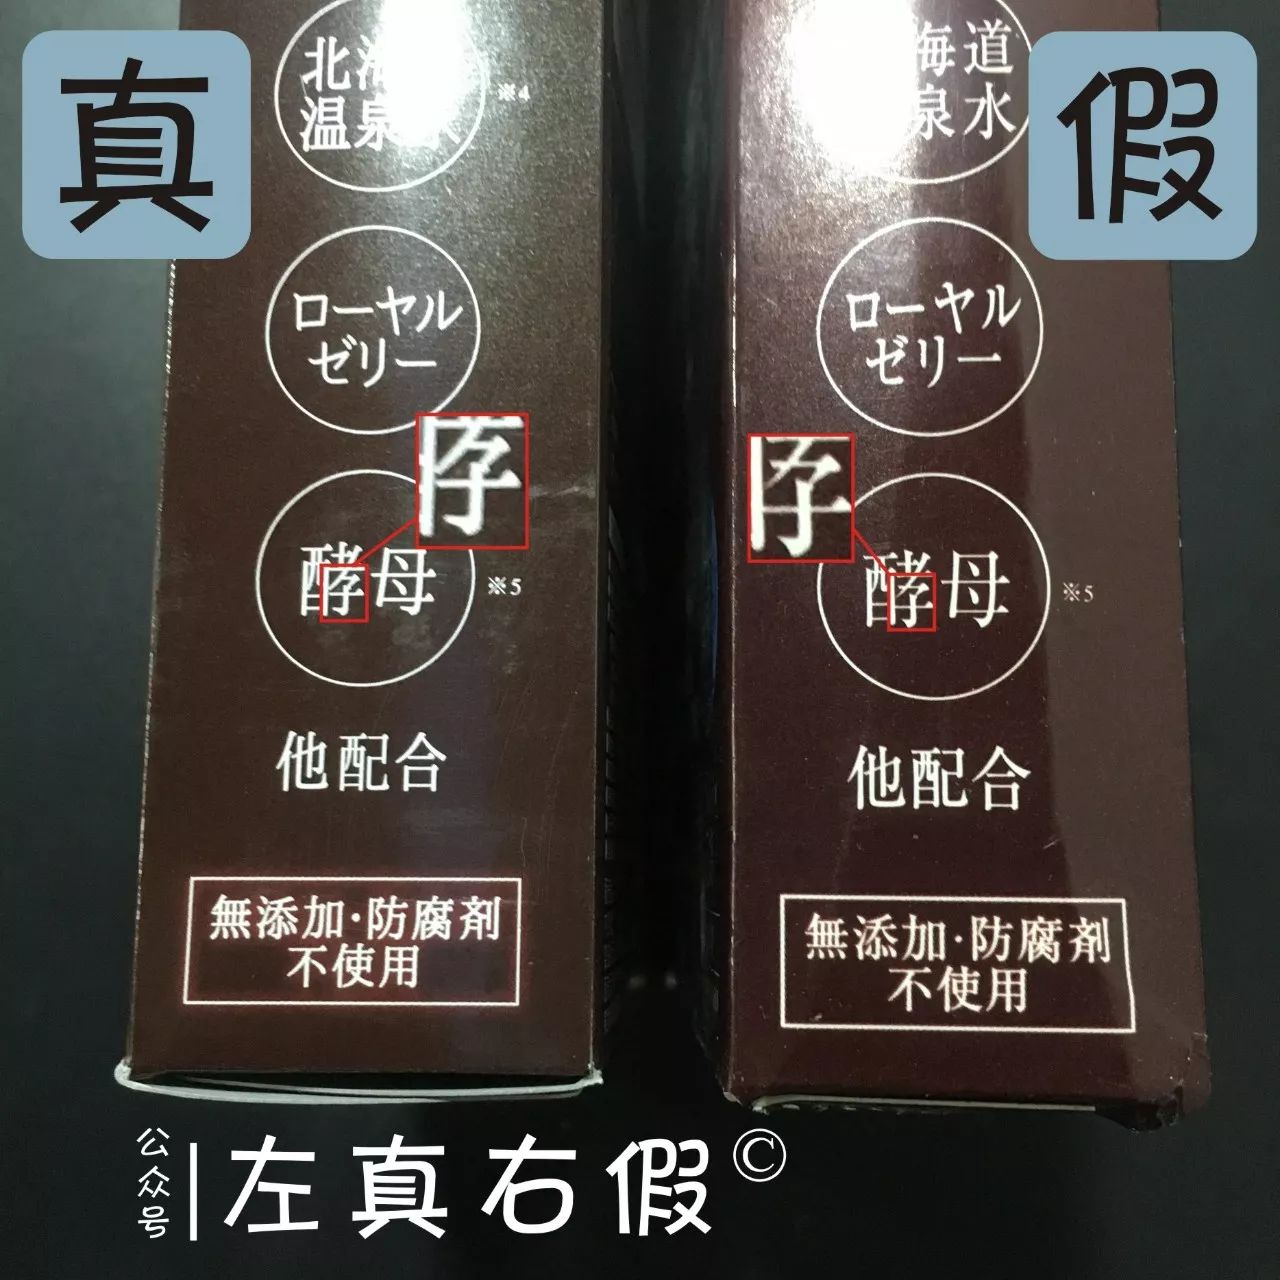 真
假
北海
温泉水
※4
海道
泉水
ローヤル
ゼリー
ローヤル
ゼリー
酵母
※5
酵母
※5
他配合
他配合
無添加·防腐剤
不使用
無添加·防腐剤
不使用
公众号
左真右假©